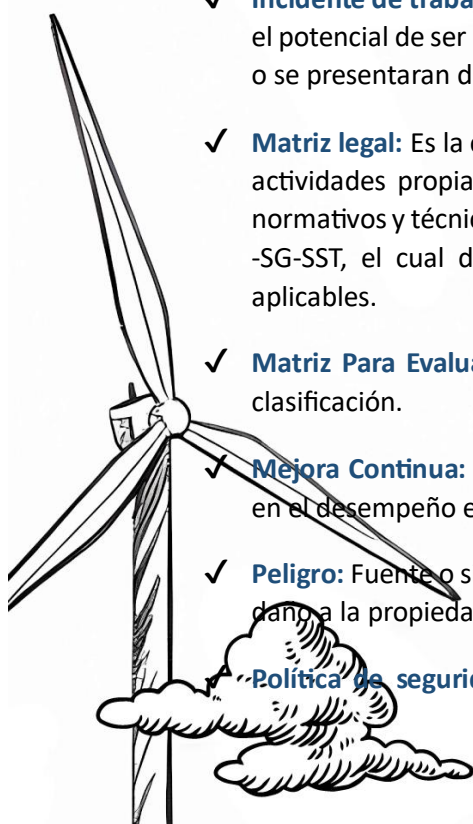 ✓ Incidente de traba
el potencial de ser
o se presentaran d
✓ Matriz legal: Es la
actividades propia
normativos y técnic
-SG-SST, el cual d
aplicables.
✓ Matriz Para Evalua
clasificación.
✓ Mejora Continua:
en el desempeño e
✓ Peligro: Fuente o s
daño a la propieda
✓ Política de segurid